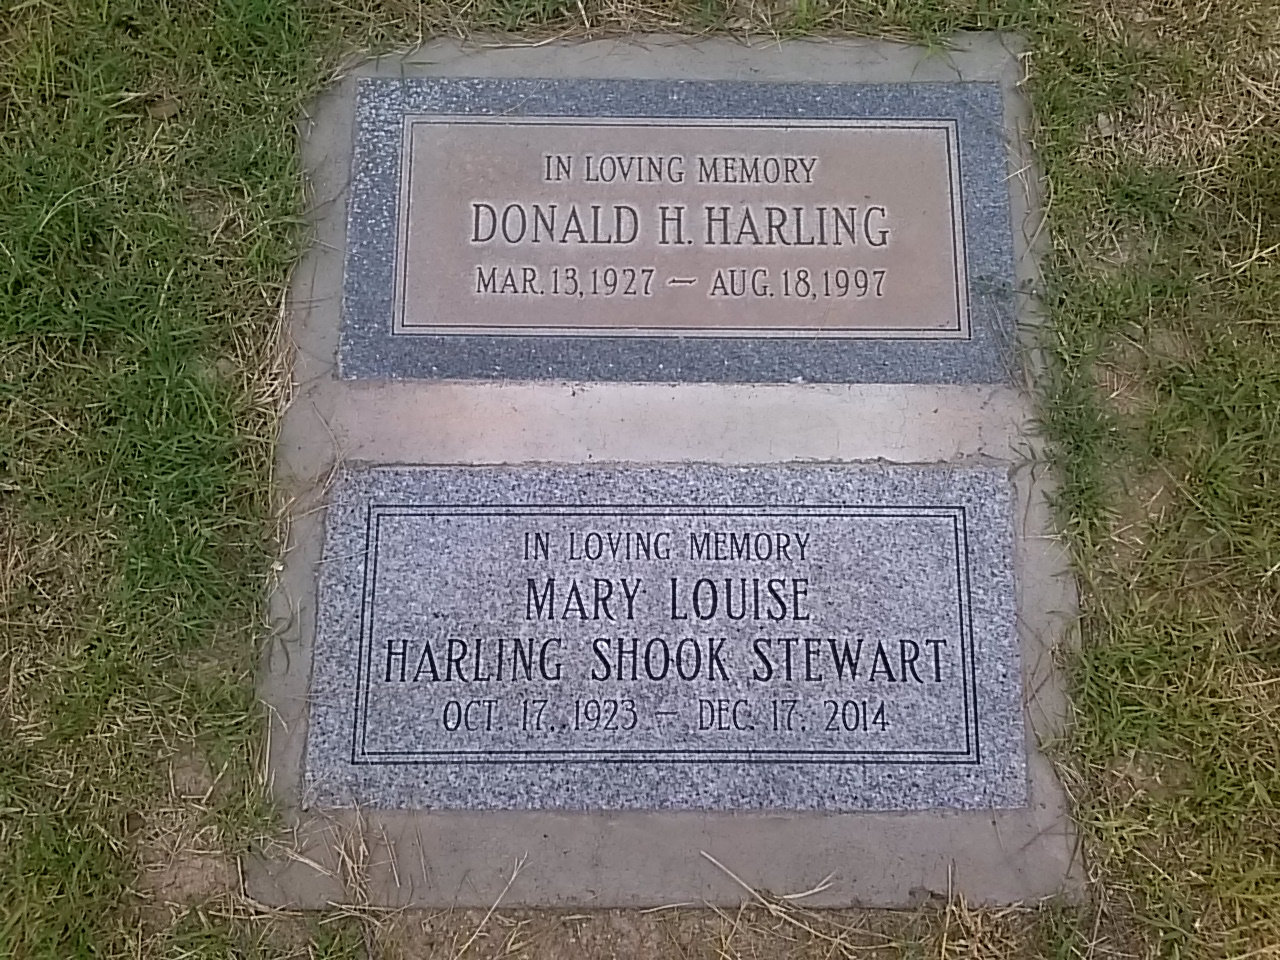 IN LOVING MEMORY
DONALD H. HARLING
MAR. 13, 1927 — AUG. 18, 1997
IN LOVING MEMORY
MARY LOUISE
HARLING SHOOK STEWART
OCT. 17, 1923 — DEC. 17, 2014